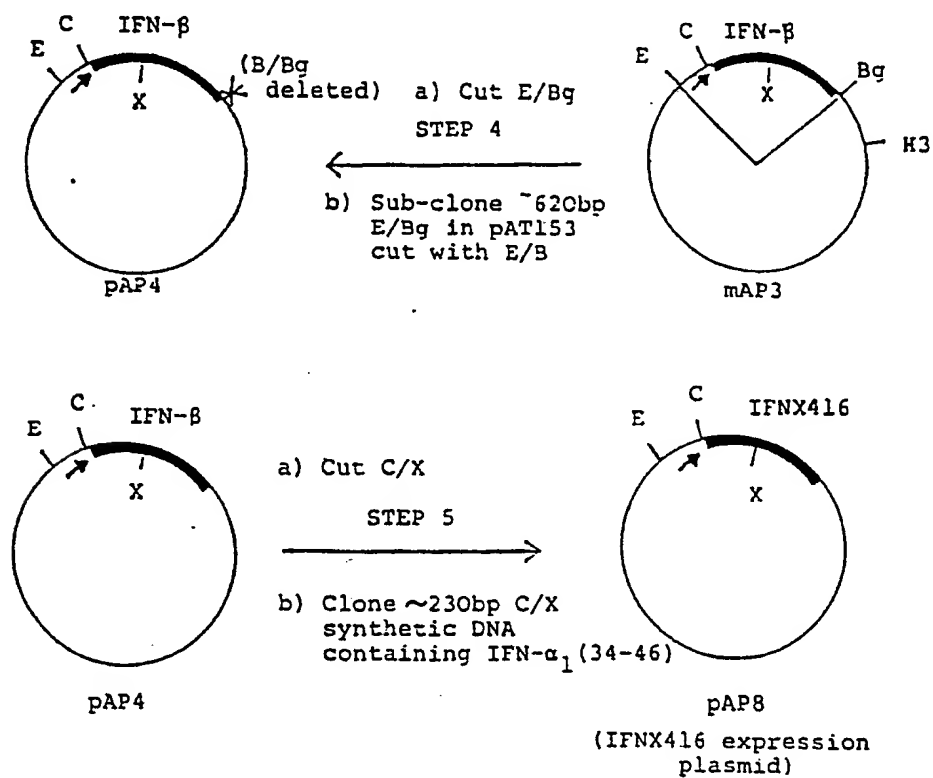 C IFN-β
E
(B/Bg
deleted)
X
pAP4
a) Cut E/Bg
STEP 4
b) Sub-clone ~620bp
E/Bg in pAT153
cut with E/B
C IFN-β
E
Bg
X
H3
mAP3
C IFN-β
E
X
pAP4
a) Cut C/X
STEP 5
b) Clone ~230bp C/X
synthetic DNA
containing IFN-α1(34-46)
C IFNX416
E
X
pAP8
(IFNX416 expression
plasmid)